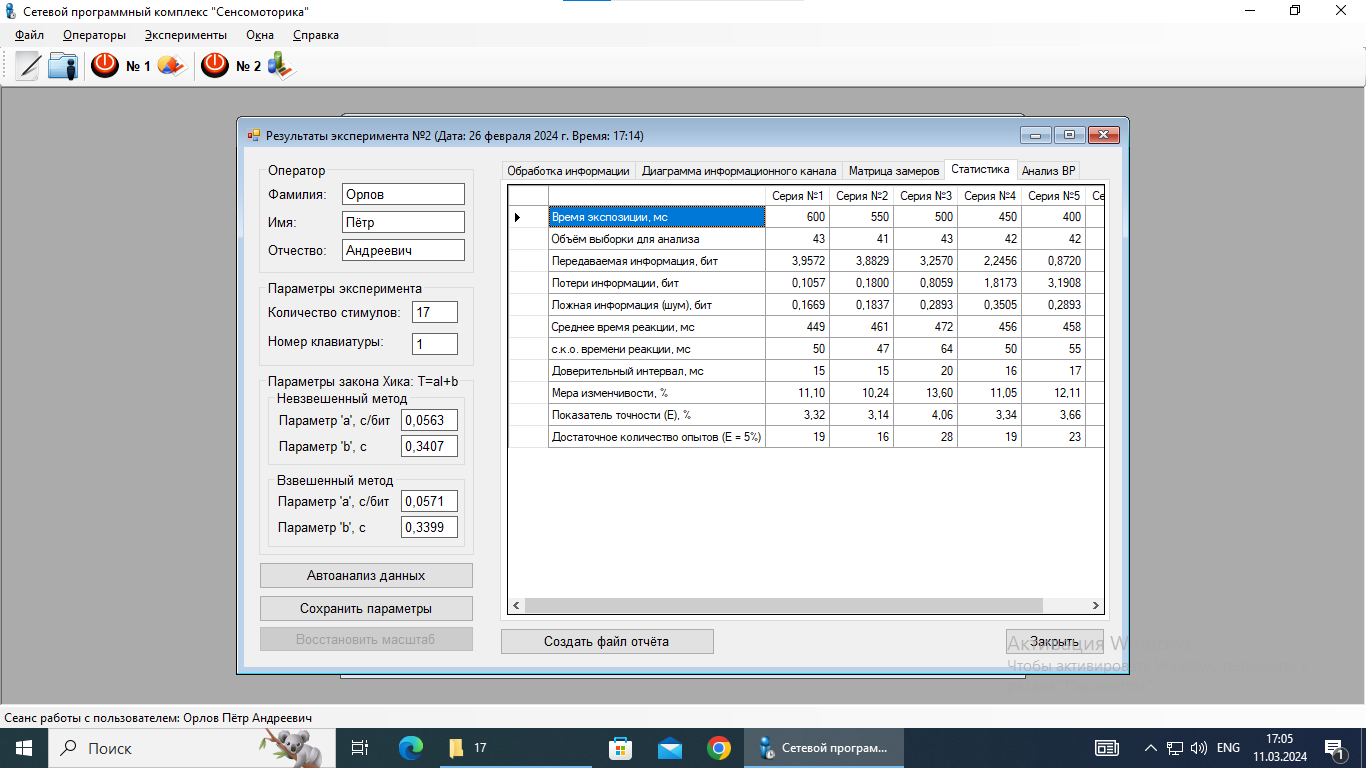 Сетевой программный комплекс "Сенсомоторика"
Файл Операторы Эксперименты Окна Справка
№ 1 № 2
Результаты эксперимента №2 (Дата: 26 февраля 2024 г. Время: 17:14)
Оператор
Фамилия: Орлов
Имя: Пётр
Отчество: Андреевич
Параметры эксперимента
Количество стимулов: 17
Номер клавиатуры: 1
Параметры закона Хика: T=aI+b
Невзвешенный метод
Параметр 'a', с/бит 0,0563
Параметр 'b', с 0,3407
Взвешенный метод
Параметр 'a', с/бит 0,0571
Параметр 'b', с 0,3399
Автоанализ данных
Сохранить параметры
Восстановить масштаб
Обработка информации Диаграмма информационного канала Матрица замеров Статистика Анализ ВР
Серия №1 Серия №2 Серия №3 Серия №4 Серия №5 Се
Время экспозиции, мс 600 550 500 450 400
Объём выборки для анализа 43 41 43 42 42
Передаваемая информация, бит 3,9572 3,8829 3,2570 2,2456 0,8720
Потери информации, бит 0,1057 0,1800 0,8059 1,8173 3,1908
Ложная информация (шум), бит 0,1669 0,1837 0,2893 0,3505 0,2893
Среднее время реакции, мс 449 461 472 456 458
с.к.о. времени реакции, мс 50 47 64 50 55
Доверительный интервал, мс 15 15 20 16 17
Мера изменчивости, % 11,10 10,24 13,60 11,05 12,11
Показатель точности (E), % 3,32 3,14 4,06 3,34 3,66
Достаточное количество опытов (E = 5%) 19 16 28 19 23
Создать файл отчёта Закрыть
Активация W
Чтобы активиров
Сеанс работы с пользователем: Орлов Пётр Андреевич
Поиск 17 Сетевой програм... ENG 17:05
11.03.2024 1